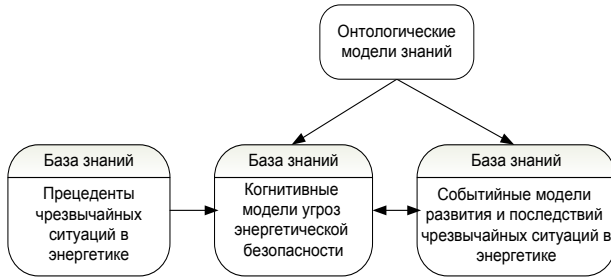 Онтологические
модели знаний
База знаний
Прецеденты
чрезвычайных
ситуаций в
энергетике
База знаний
Когнитивные
модели угроз
энергетической
безопасности
База знаний
Событийные модели
развития и последствий
чрезвычайных ситуаций в
энергетике